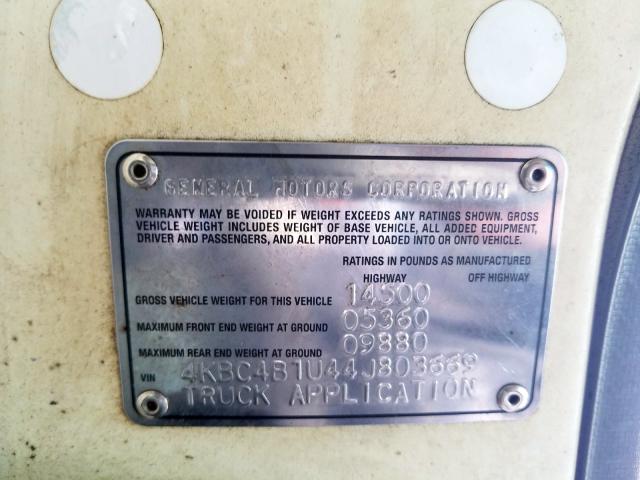 GENERAL MOTORS CORPORATION
WARRANTY MAY BE VOIDED IF WEIGHT EXCEEDS ANY RATINGS SHOWN. GROSS
VEHICLE WEIGHT INCLUDES WEIGHT OF BASE VEHICLE, ALL ADDED EQUIPMENT,
DRIVER AND PASSENGERS, AND ALL PROPERTY LOADED INTO OR ONTO VEHICLE.
RATINGS IN POUNDS AS MANUFACTURED
HIGHWAY OFF HIGHWAY
GROSS VEHICLE WEIGHT FOR THIS VEHICLE 14500
MAXIMUM FRONT END WEIGHT AT GROUND 05360
MAXIMUM REAR END WEIGHT AT GROUND 09880
VIN 4KBC4B1U44J803669
TRUCK APPLICATION